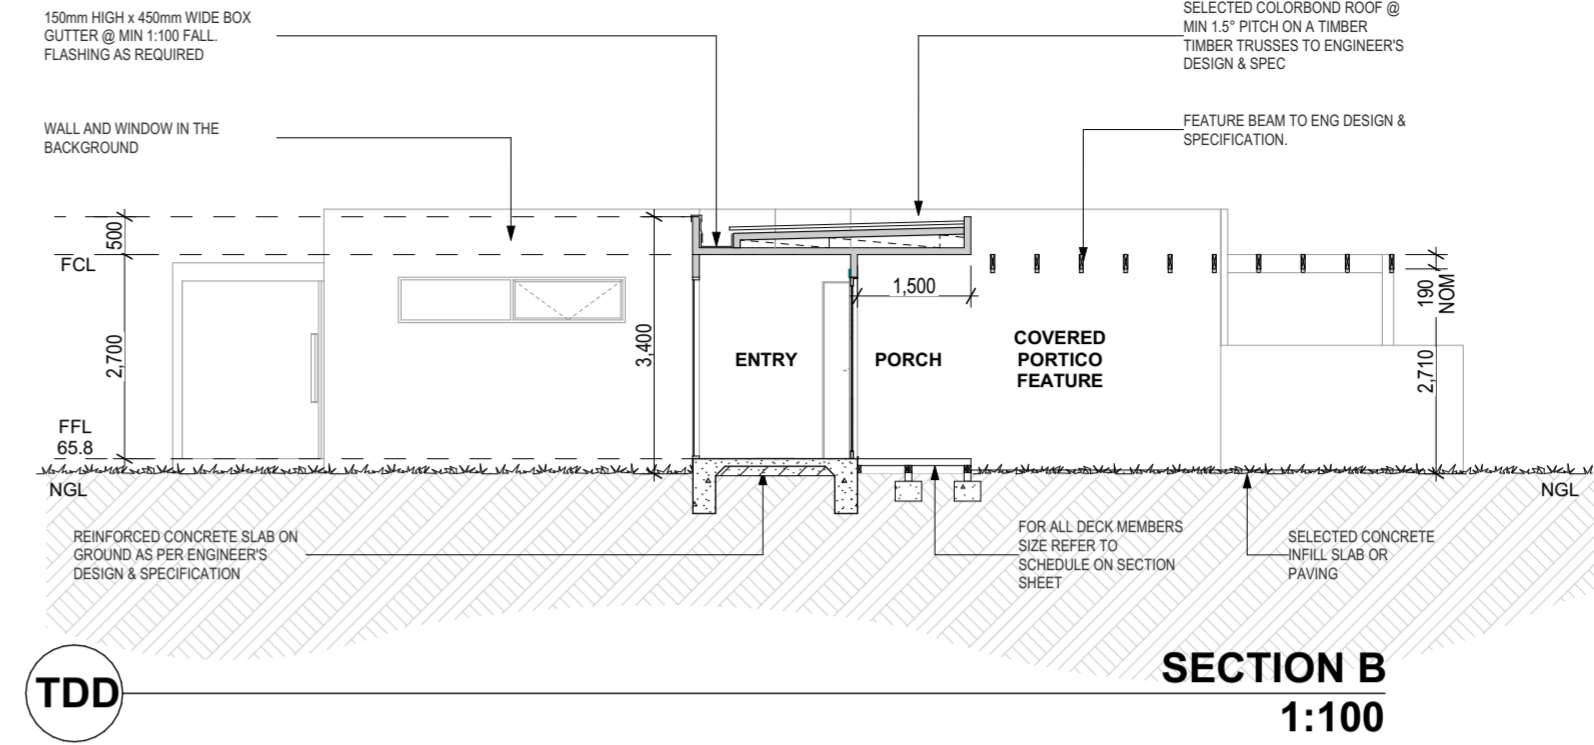 150mm HIGH x 450mm WIDE BOX
GUTTER @ MIN 1:100 FALL.
FLASHING AS REQUIRED
SELECTED COLORBOND ROOF @
MIN 1.5° PITCH ON A TIMBER
TIMBER TRUSSES TO ENGINEER'S
DESIGN & SPEC
WALL AND WINDOW IN THE
BACKGROUND
FEATURE BEAM TO ENG DESIGN &
SPECIFICATION.
500
FCL
2,700
FFL
65.8
NGL
3,400
ENTRY
1,500
PORCH
COVERED
PORTICO
FEATURE
190
NOM
2,710
NGL
REINFORCED CONCRETE SLAB ON
GROUND AS PER ENGINEER'S
DESIGN & SPECIFICATION
FOR ALL DECK MEMBERS
SIZE REFER TO
SCHEDULE ON SECTION
SHEET
SELECTED CONCRETE
INFILL SLAB OR
PAVING
TDD
SECTION B
1:100